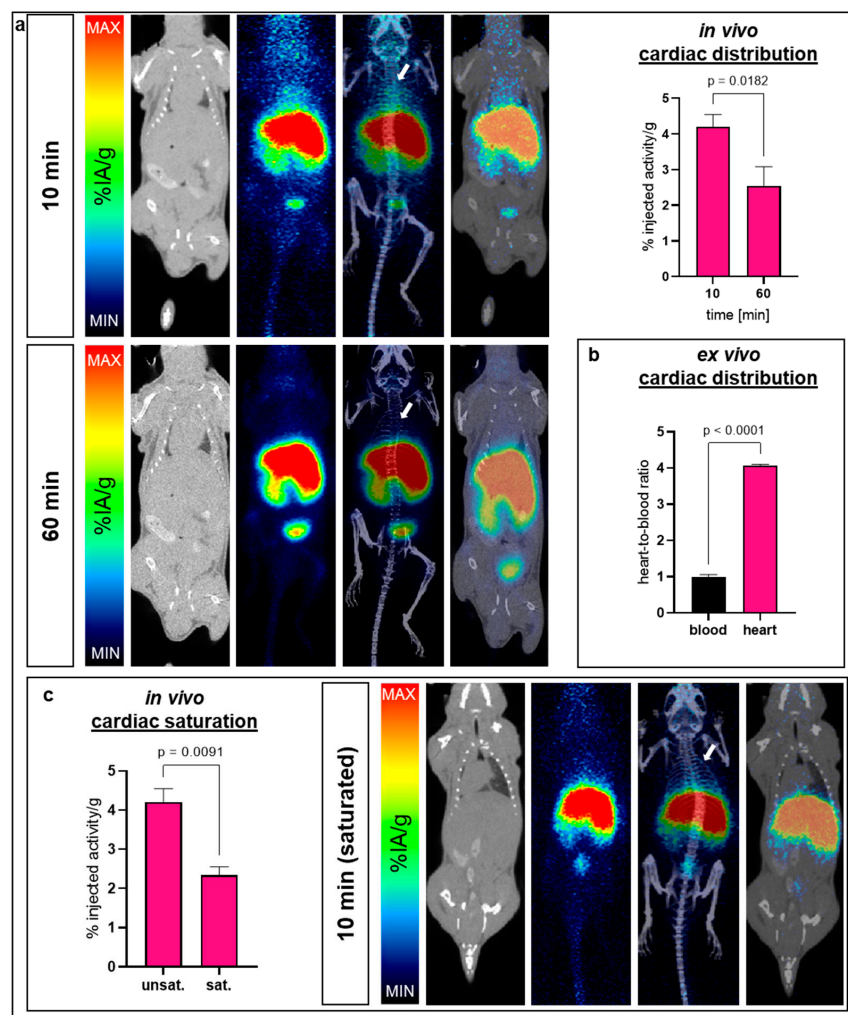 a
10 min
MAX
%IA/g
MIN
in vivo
cardiac distribution
p = 0.0182
% injected activity/g
5
4
3
2
1
0
10
60
time [min]
60 min
MAX
%IA/g
MIN
b
ex vivo
cardiac distribution
p < 0.0001
heart-to-blood ratio
5
4
3
2
1
0
blood
heart
c
in vivo
cardiac saturation
p = 0.0091
% injected activity/g
5
4
3
2
1
0
unsat.
sat.
10 min (saturated)
MAX
%IA/g
MIN